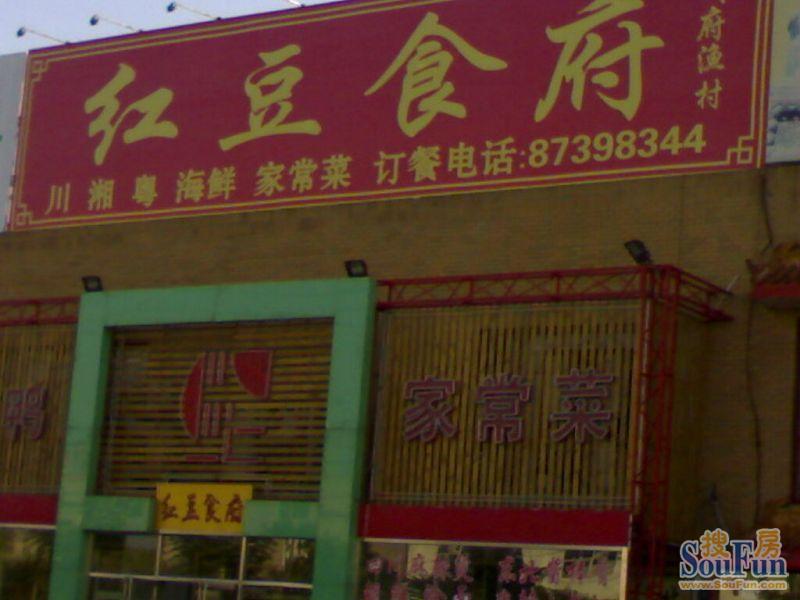 红豆食府
府渔村
川 湘 粤 海鲜 家常菜 订餐电话:87398344
鸭
家常菜
红豆食府
搜房
SouFun
www.SouFun.com